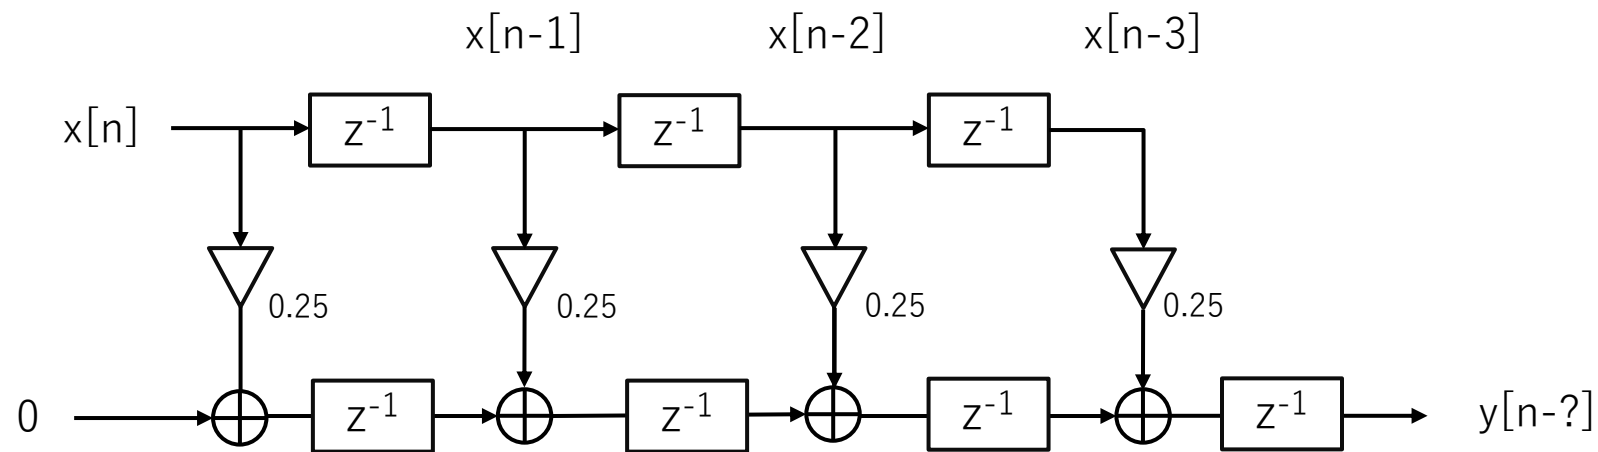 x[n-1] x[n-2] x[n-3]
x[n] z⁻¹ z⁻¹ z⁻¹
0.25 0.25 0.25 0.25
0 z⁻¹ z⁻¹ z⁻¹ z⁻¹ y[n-?]